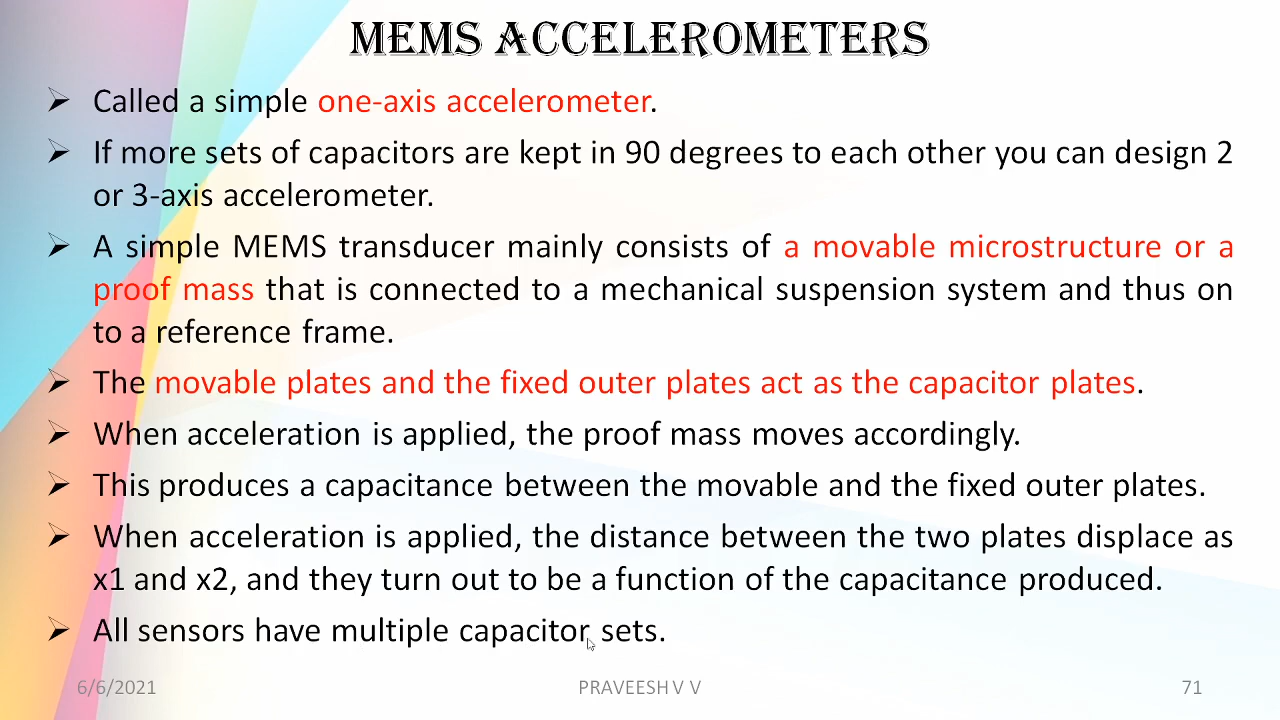 MEMS ACCELEROMETERS
➢ Called a simple one-axis accelerometer.
➢ If more sets of capacitors are kept in 90 degrees to each other you can design 2
or 3-axis accelerometer.
➢ A simple MEMS transducer mainly consists of a movable microstructure or a
proof mass that is connected to a mechanical suspension system and thus on
to a reference frame.
➢ The movable plates and the fixed outer plates act as the capacitor plates.
➢ When acceleration is applied, the proof mass moves accordingly.
➢ This produces a capacitance between the movable and the fixed outer plates.
➢ When acceleration is applied, the distance between the two plates displace as
x1 and x2, and they turn out to be a function of the capacitance produced.
➢ All sensors have multiple capacitor sets.
6/6/2021 PRAVEESH V V 71